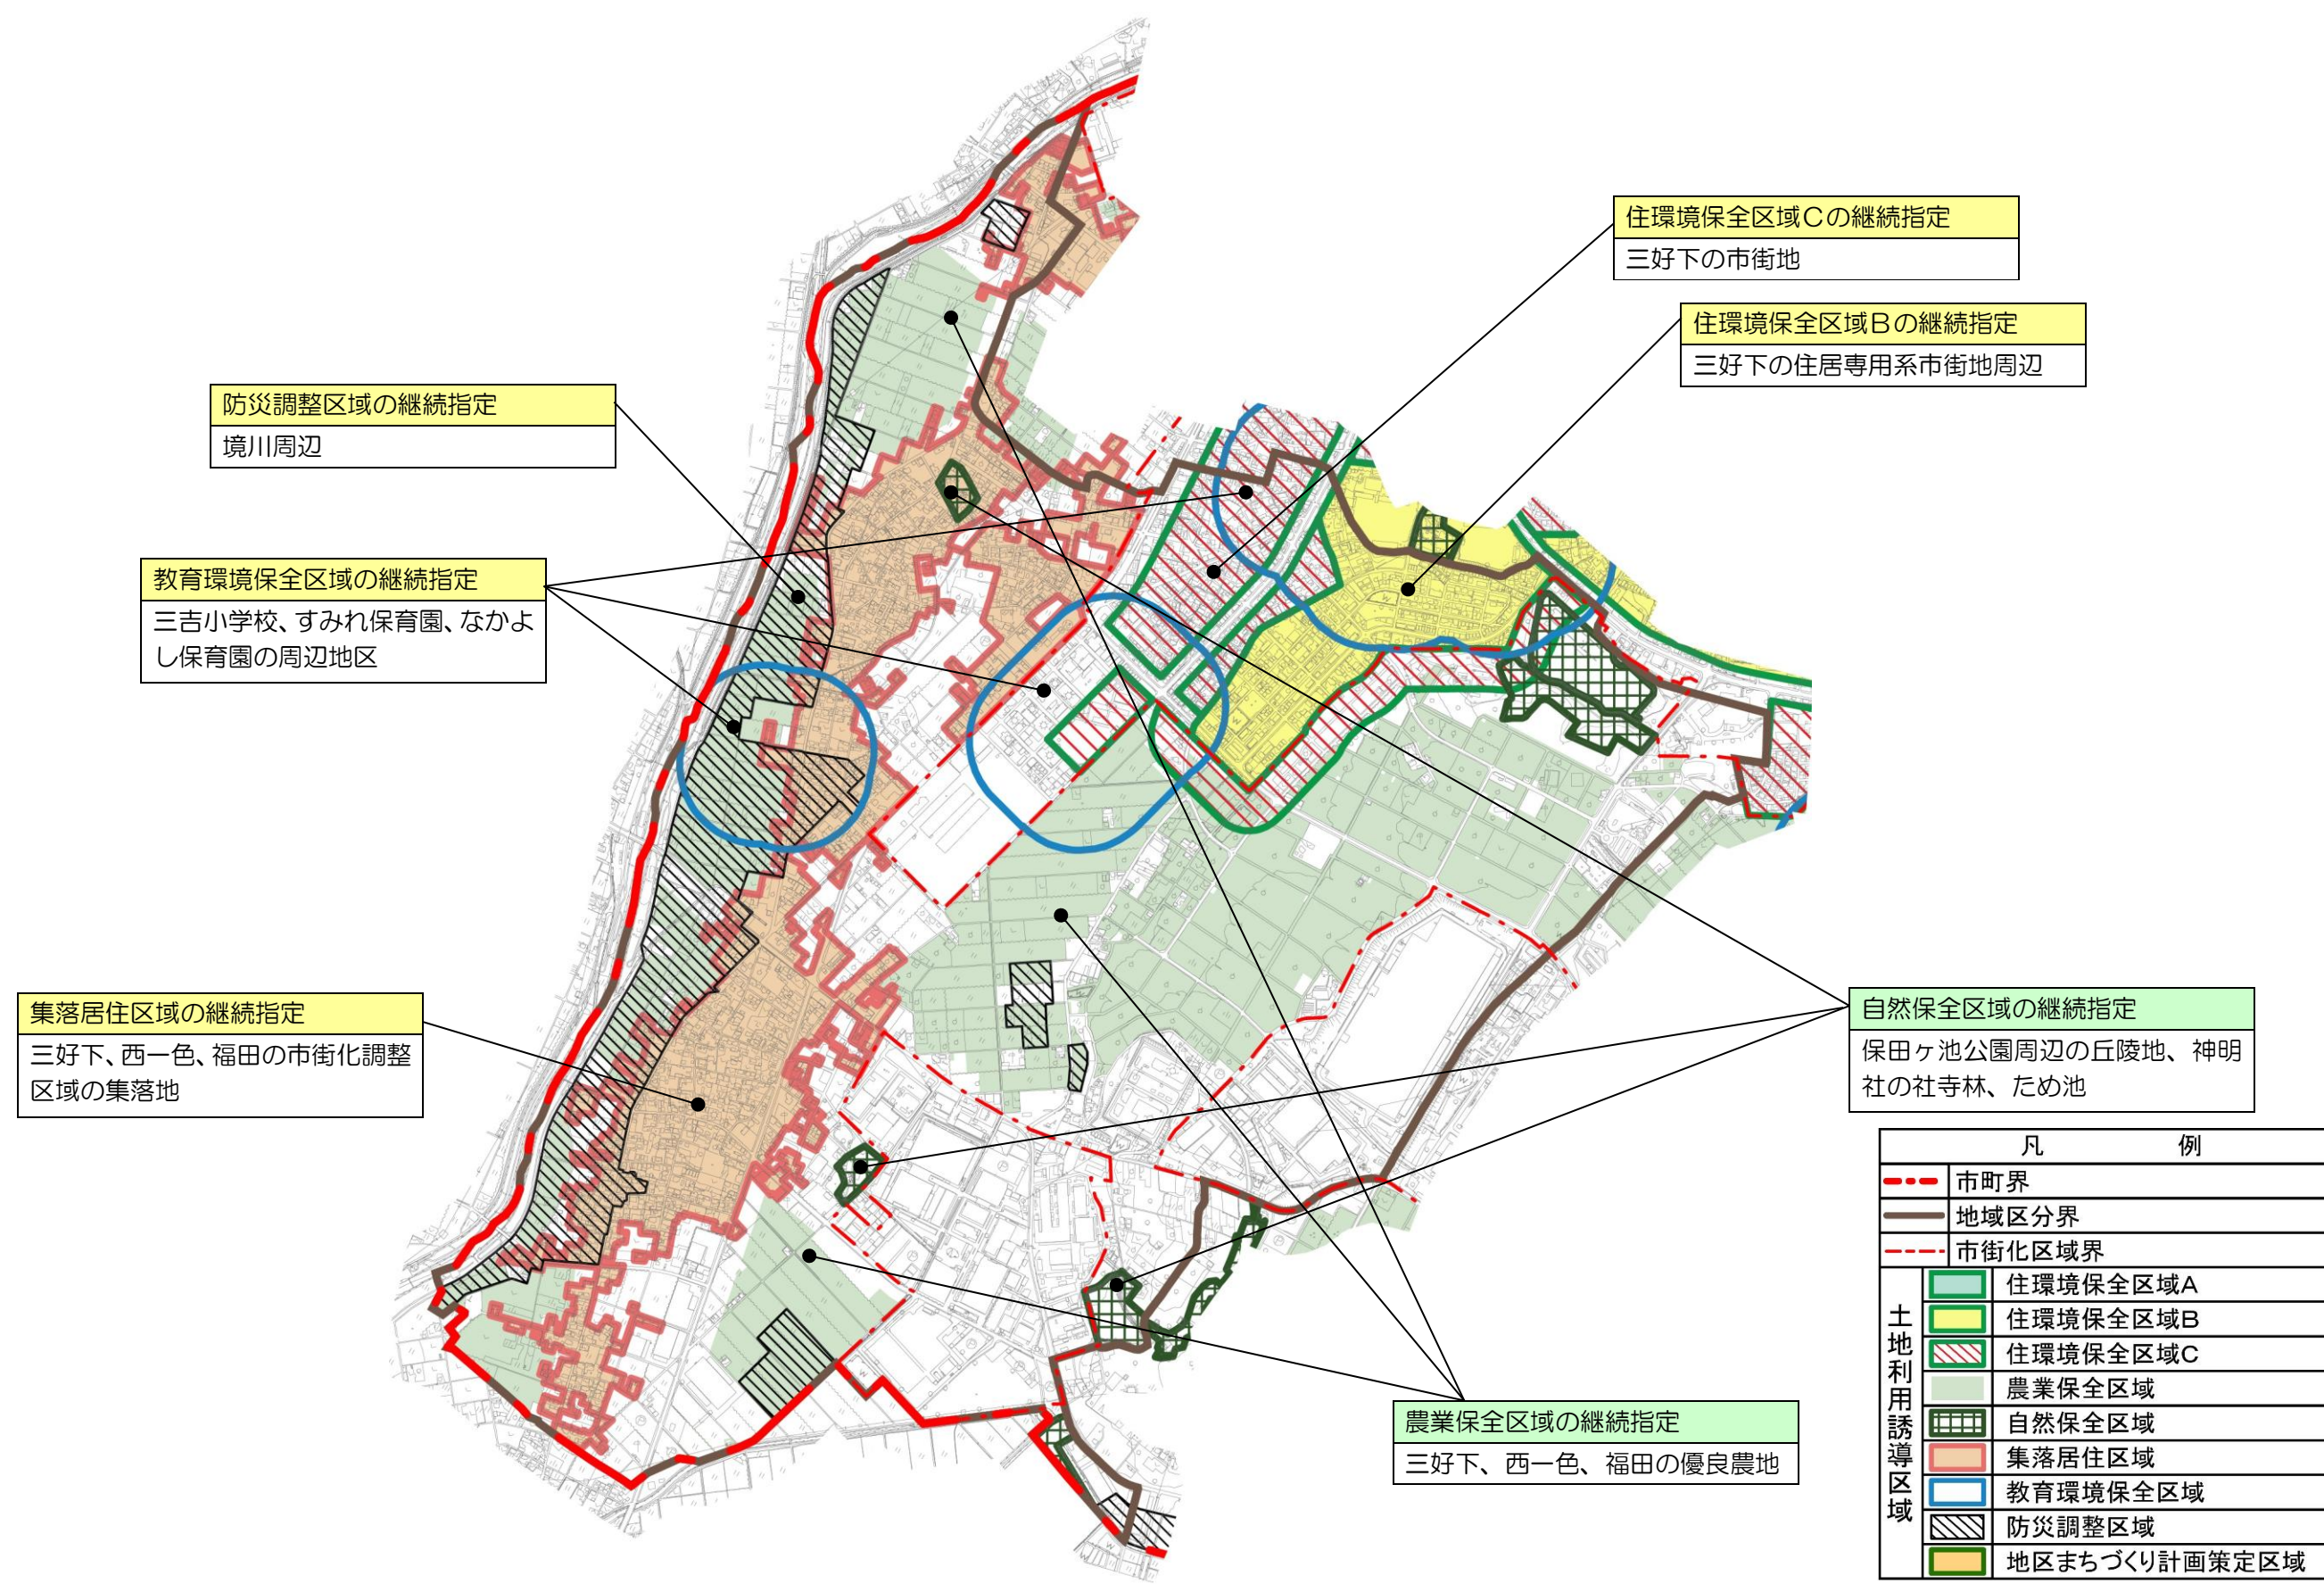 住環境保全区域Ｃの継続指定
三好下の市街地
住環境保全区域Ｂの継続指定
三好下の住居専用系市街地周辺
防災調整区域の継続指定
境川周辺
教育環境保全区域の継続指定
三吉小学校、すみれ保育園、なかよ
し保育園の周辺地区
集落居住区域の継続指定
三好下、西一色、福田の市街化調整
区域の集落地
自然保全区域の継続指定
保田ヶ池公園周辺の丘陵地、神明
社の社寺林、ため池
農業保全区域の継続指定
三好下、西一色、福田の優良農地
凡　例
市町界
地域区分界
市街化区域界
土地利用誘導区域
住環境保全区域A
住環境保全区域B
住環境保全区域C
農業保全区域
自然保全区域
集落居住区域
教育環境保全区域
防災調整区域
地区まちづくり計画策定区域